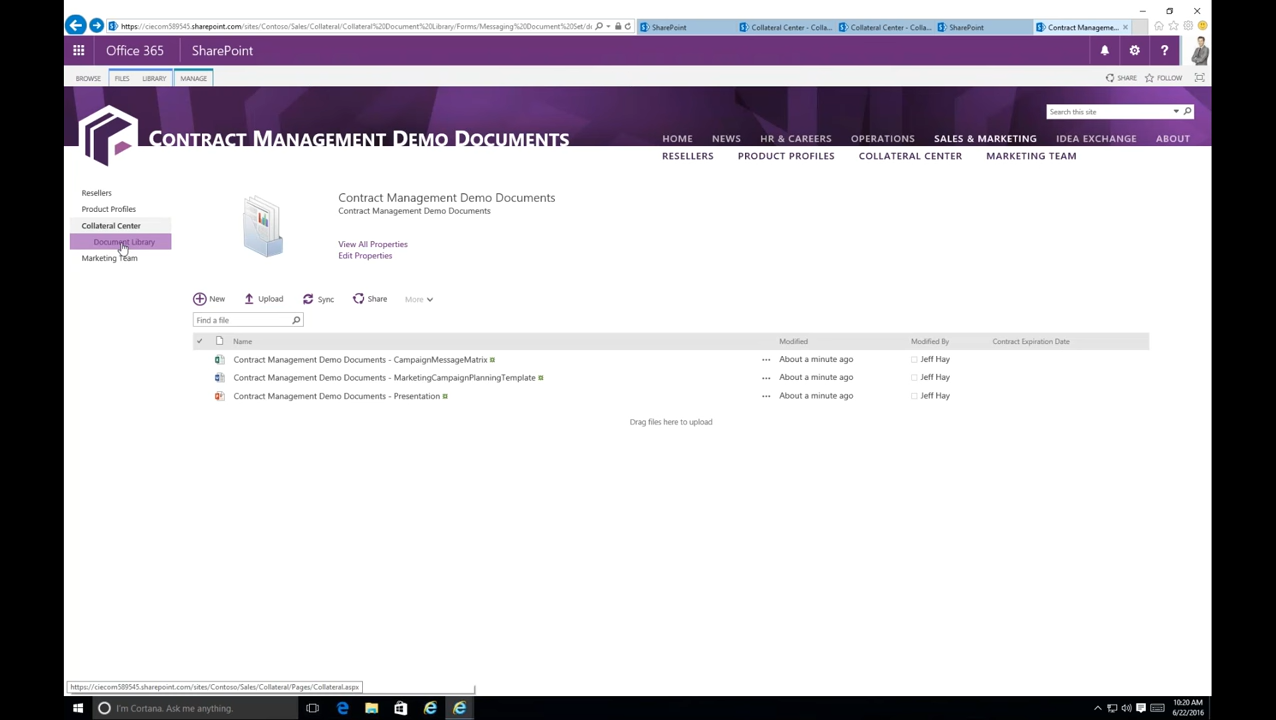 https://ciecom589545.sharepoint.com/sites/Contoso/Sales/Collateral/Collateral%20Document%20Library/Forms/Messaging%20Document%20Set/do
SharePoint
Collateral Center - Colla...
Collateral Center - Colla...
SharePoint
Contract Manageme...
Office 365
SharePoint
BROWSE
FILES
LIBRARY
MANAGE
SHARE
FOLLOW
Search this site
CONTRACT MANAGEMENT DEMO DOCUMENTS
HOME
NEWS
HR & CAREERS
OPERATIONS
SALES & MARKETING
IDEA EXCHANGE
ABOUT
RESELLERS
PRODUCT PROFILES
COLLATERAL CENTER
MARKETING TEAM
Resellers
Product Profiles
Collateral Center
Document Library
Marketing Team
Contract Management Demo Documents
Contract Management Demo Documents
View All Properties
Edit Properties
New
Upload
Sync
Share
More
Find a file
Name
Modified
Modified By
Contract Expiration Date
Contract Management Demo Documents - CampaignMessageMatrix
About a minute ago
Jeff Hay
Contract Management Demo Documents - MarketingCampaignPlanningTemplate
About a minute ago
Jeff Hay
Contract Management Demo Documents - Presentation
About a minute ago
Jeff Hay
Drag files here to upload
https://ciecom589545.sharepoint.com/sites/Contoso/Sales/Collateral/Pages/Collateral.aspx
I'm Cortana. Ask me anything.
10:20 AM
6/22/2016